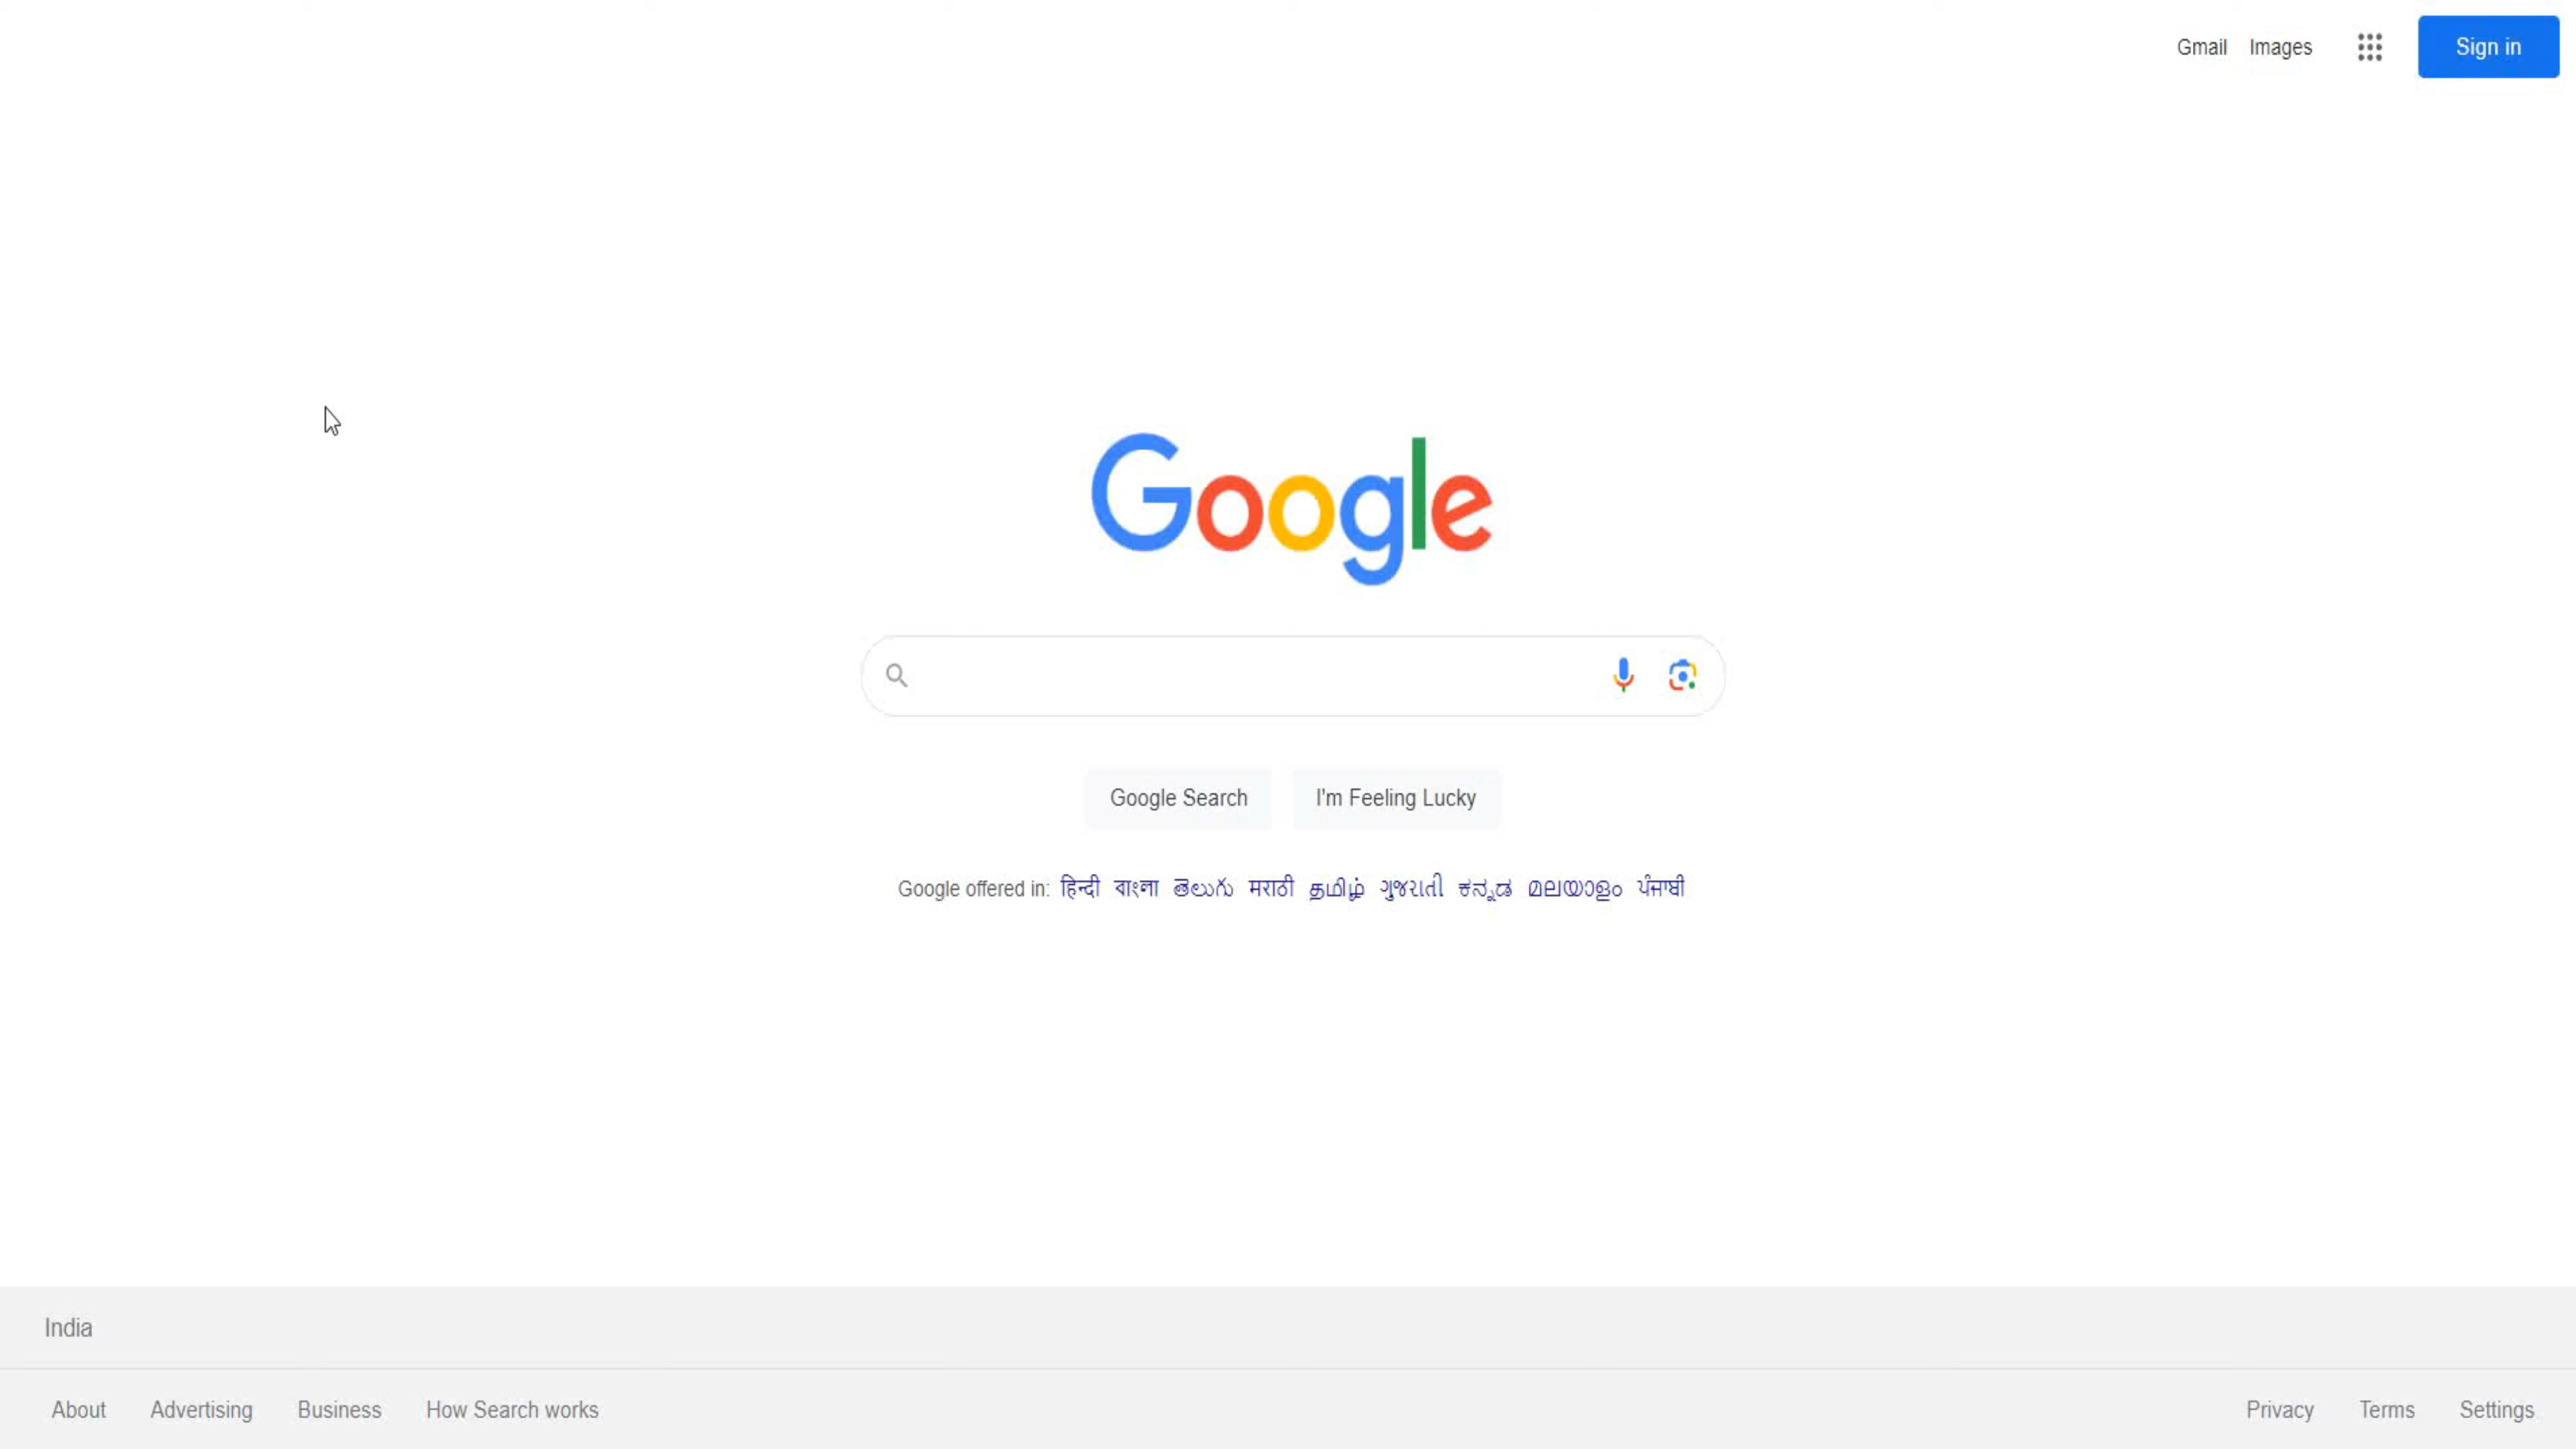 Gmail Images Sign in
Google
Google Search I'm Feeling Lucky
Google offered in: हिन्दी বাংলা తెలుగు मराठी தமிழ் ગુજરાતી ಕನ್ನಡ മലയാളം ਪੰਜਾਬੀ
India
About Advertising Business How Search works Privacy Terms Settings